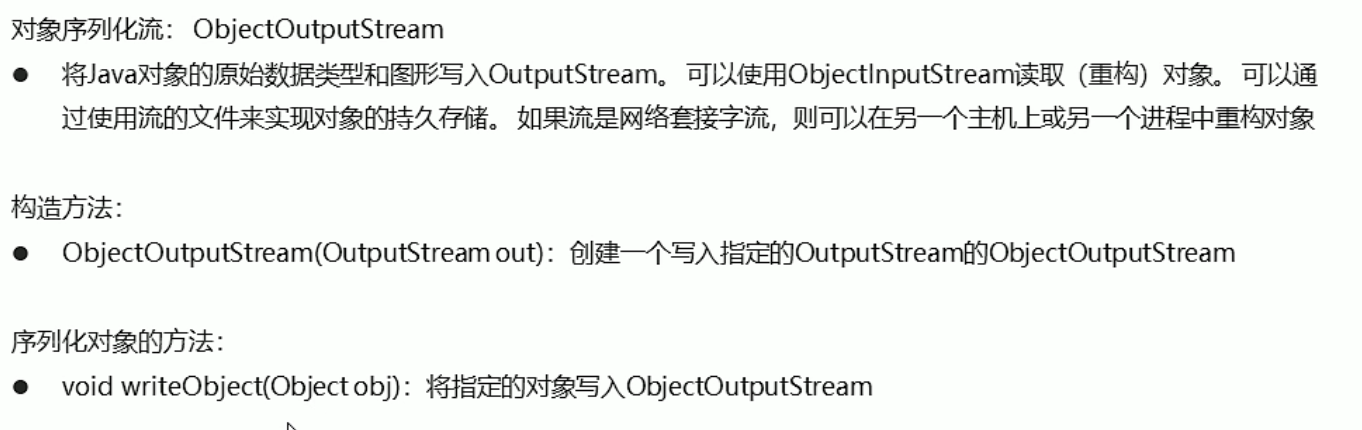 对象序列化流： ObjectOutputStream
● 将Java对象的原始数据类型和图形写入OutputStream。 可以使用ObjectInputStream读取（重构）对象。 可以通
过使用流的文件来实现对象的持久存储。 如果流是网络套接字流，则可以在另一个主机上或另一个进程中重构对象
构造方法：
● ObjectOutputStream(OutputStream out)：创建一个写入指定的OutputStream的ObjectOutputStream
序列化对象的方法：
● void writeObject(Object obj)：将指定的对象写入ObjectOutputStream